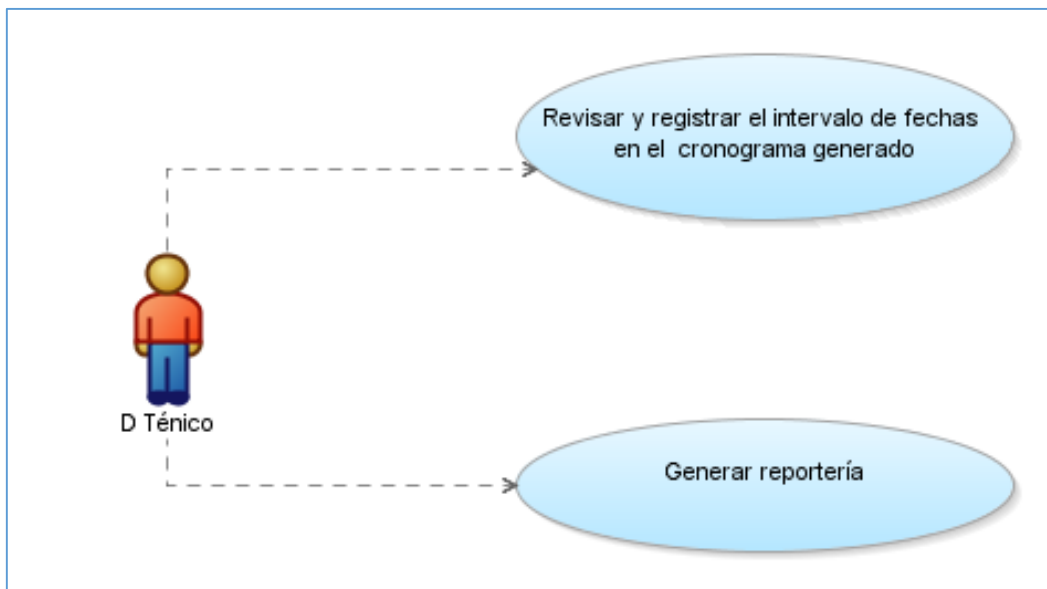 Revisar y registrar el intervalo de fechas
en el cronograma generado
D Ténico
Generar reportería